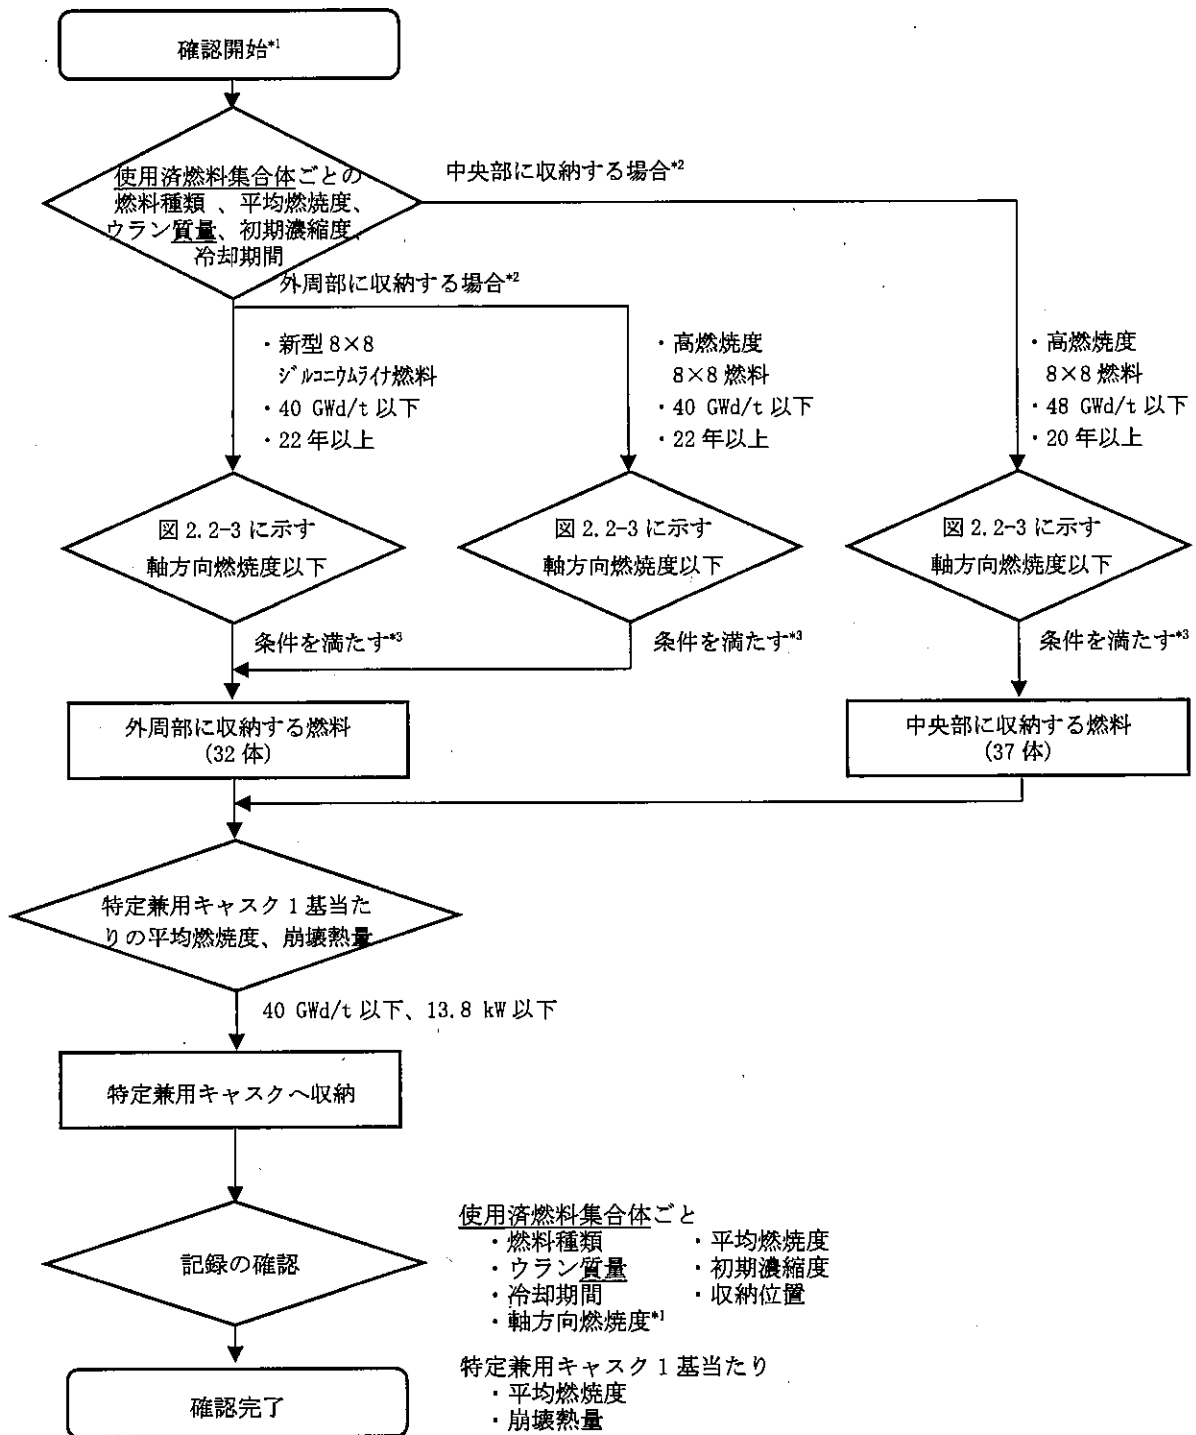 確認開始*1
使用済燃料集合体ごとの
燃料種類 、平均燃焼度、
ウラン質量、初期濃縮度、
冷却期間
中央部に収納する場合*2
外周部に収納する場合*2
・新型 8×8
ジルコニウムライナ燃料
・40 GWd/t 以下
・22 年以上
・高燃焼度
8×8 燃料
・40 GWd/t 以下
・22 年以上
・高燃焼度
8×8 燃料
・48 GWd/t 以下
・20 年以上
図 2.2-3 に示す
軸方向燃焼度以下
図 2.2-3 に示す
軸方向燃焼度以下
図 2.2-3 に示す
軸方向燃焼度以下
条件を満たす*3
条件を満たす*3
条件を満たす*3
外周部に収納する燃料
(32 体)
中央部に収納する燃料
(37 体)
特定兼用キャスク 1 基当た
りの平均燃焼度、崩壊熱量
40 GWd/t 以下、13.8 kW 以下
特定兼用キャスクへ収納
記録の確認
使用済燃料集合体ごと
・燃料種類 ・平均燃焼度
・ウラン質量 ・初期濃縮度
・冷却期間 ・収納位置
・軸方向燃焼度*1
特定兼用キャスク 1 基当たり
・平均燃焼度
・崩壊熱量
確認完了